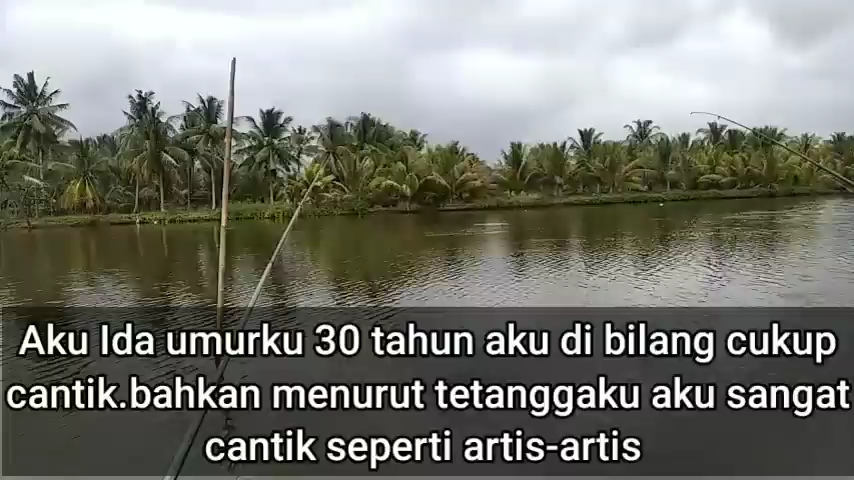 Aku Ida umurku 30 tahun aku di bilang cukup
cantik.bahkan menurut tetanggaku aku sangat
cantik seperti artis-artis